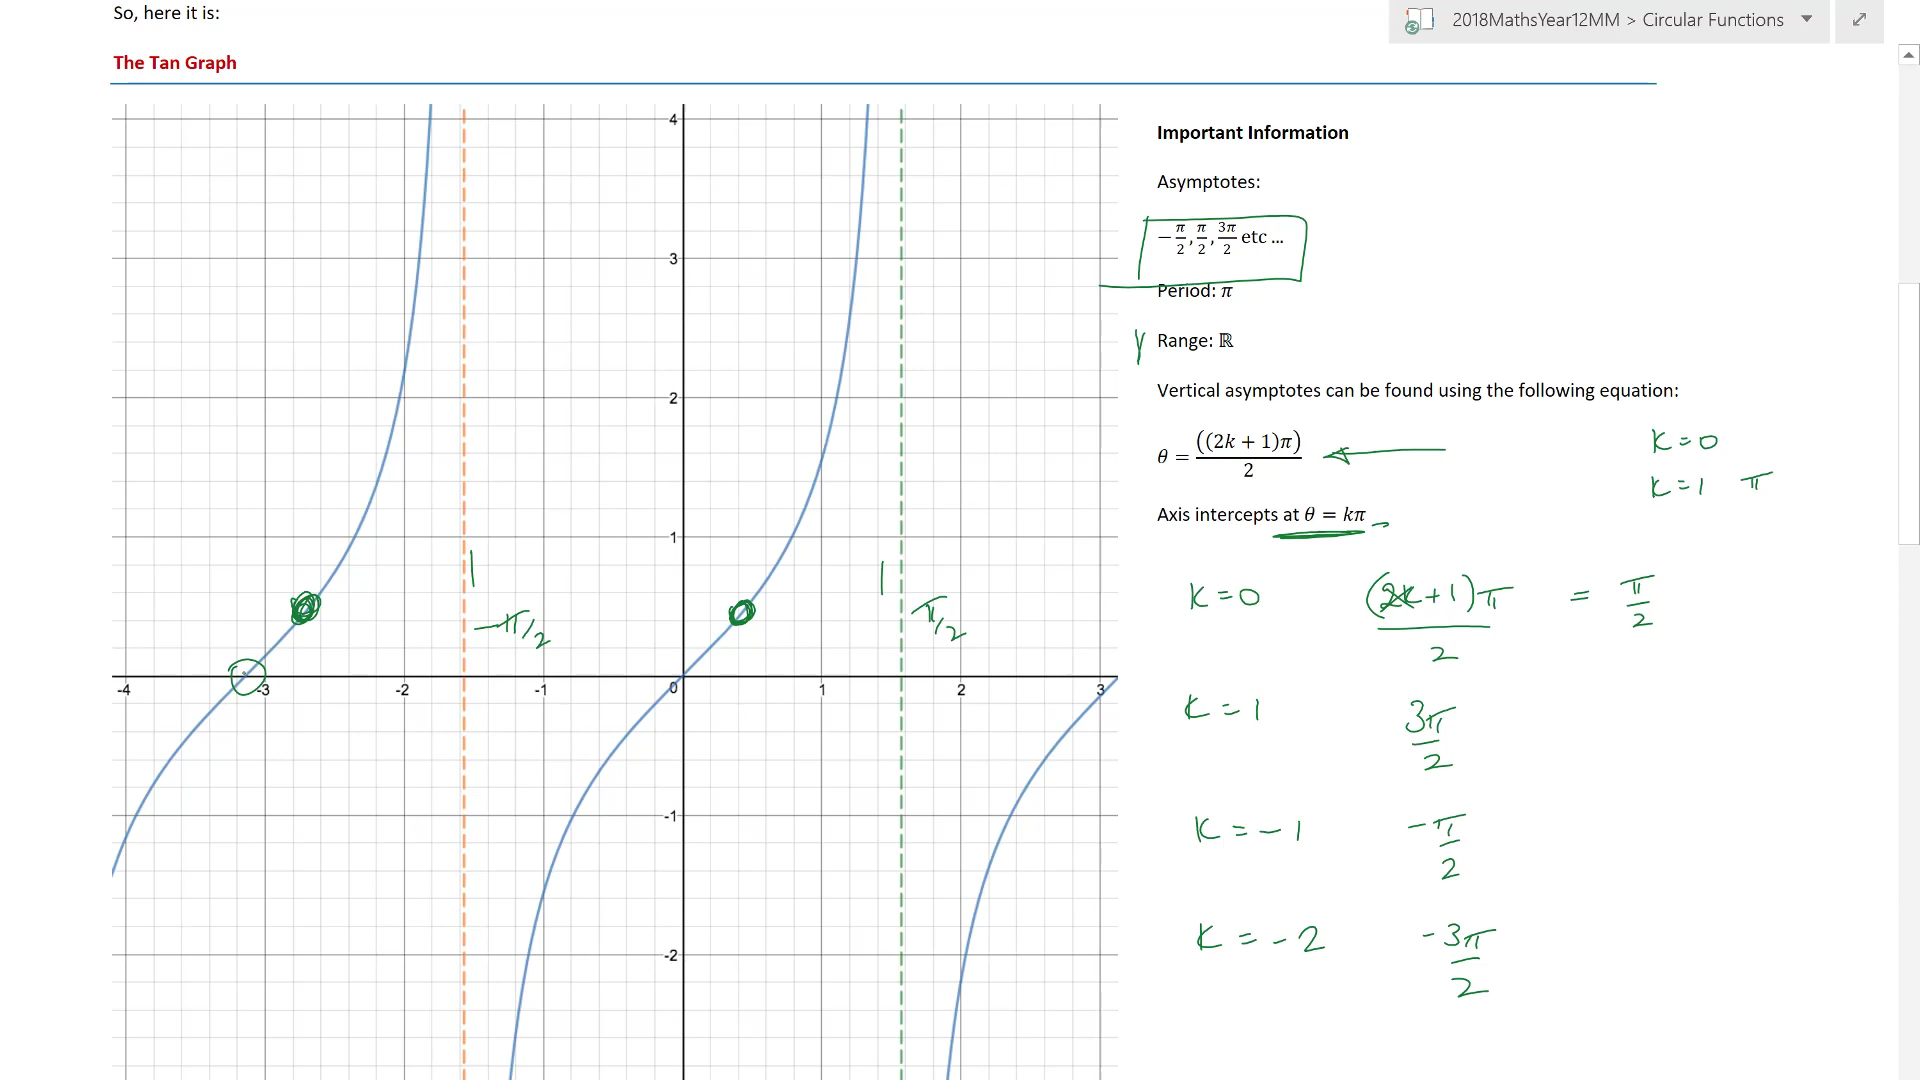 So, here it is:
2018MathsYear12MM > Circular Functions
The Tan Graph
4
3
2
1
-4 -3 -2 -1 0 1 2 3
-1
-2
-π/2
π/2
Important Information
Asymptotes:
−π/2, π/2, 3π/2 etc ...
Period: π
Range: ℝ
Vertical asymptotes can be found using the following equation:
θ = ((2k + 1)π)/2
K = 0
K = 1 π
Axis intercepts at θ = kπ
K = 0 (2K+1)π/2 = π/2
K = 1 3π/2
K = -1 -π/2
K = -2 -3π/2